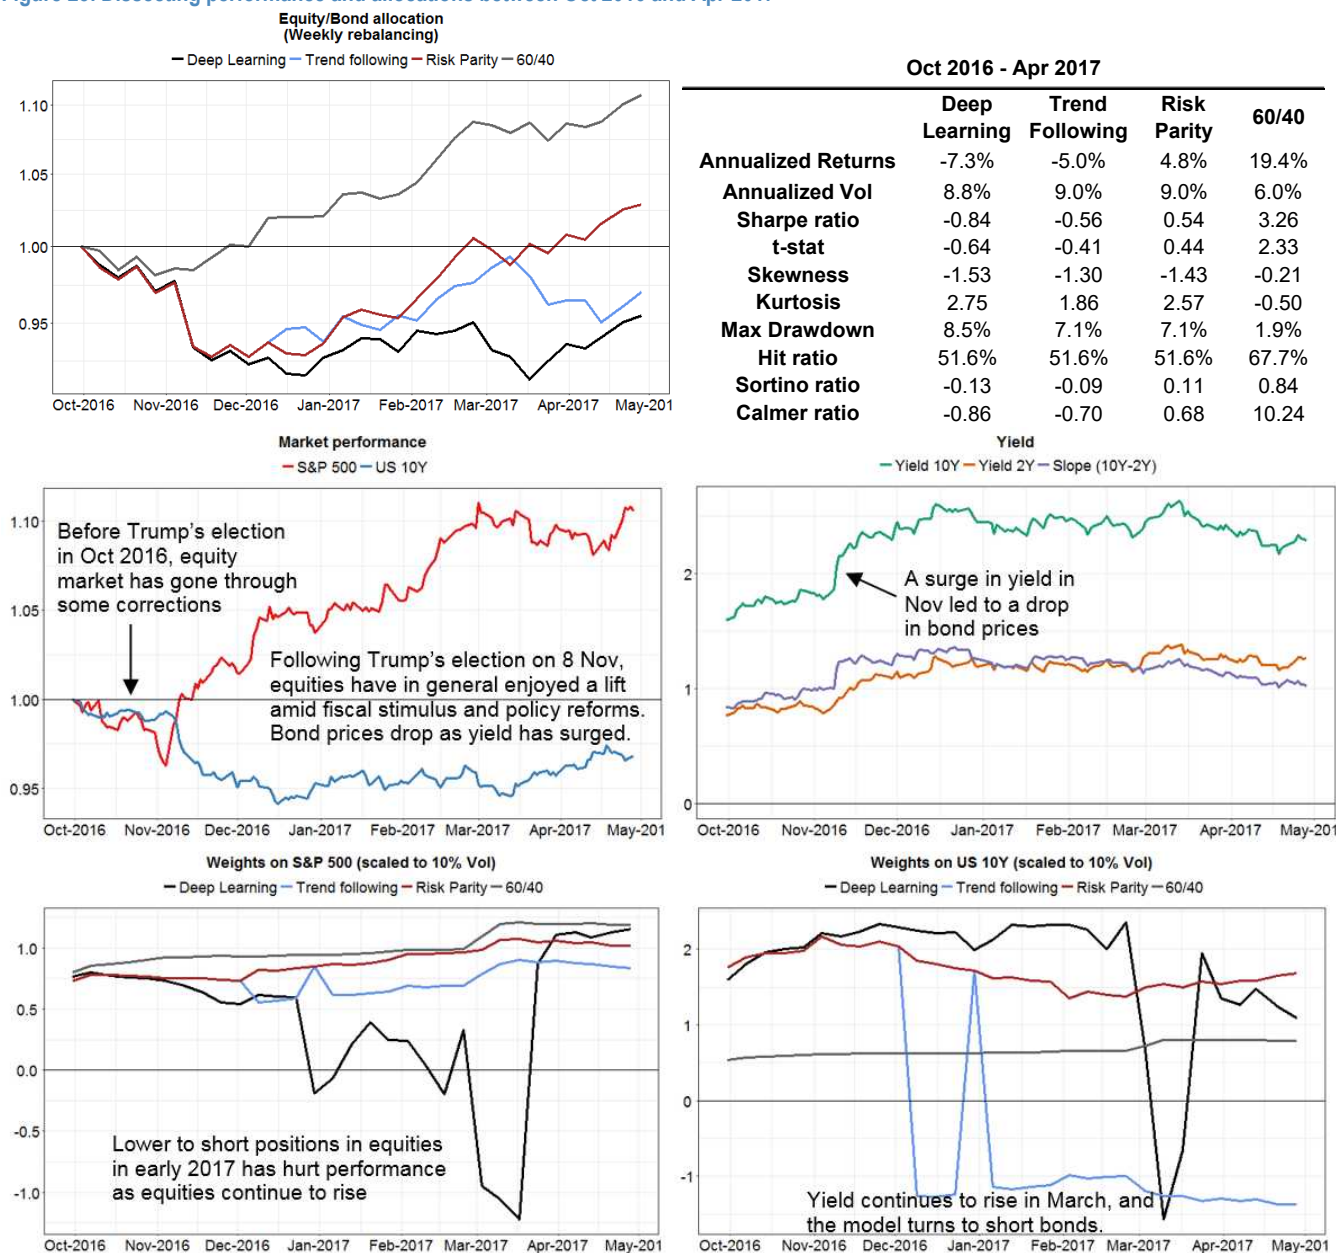 Equity/Bond allocation
(Weekly rebalancing)
Deep Learning Trend following Risk Parity 60/40
1.10
1.05
1.00
0.95
Oct-2016 Nov-2016 Dec-2016 Jan-2017 Feb-2017 Mar-2017 Apr-2017 May-201
Oct 2016 - Apr 2017
Deep Learning Trend Following Risk Parity 60/40
Annualized Returns -7.3% -5.0% 4.8% 19.4%
Annualized Vol 8.8% 9.0% 9.0% 6.0%
Sharpe ratio -0.84 -0.56 0.54 3.26
t-stat -0.64 -0.41 0.44 2.33
Skewness -1.53 -1.30 -1.43 -0.21
Kurtosis 2.75 1.86 2.57 -0.50
Max Drawdown 8.5% 7.1% 7.1% 1.9%
Hit ratio 51.6% 51.6% 51.6% 67.7%
Sortino ratio -0.13 -0.09 0.11 0.84
Calmer ratio -0.86 -0.70 0.68 10.24
Market performance
S&P 500 US 10Y
1.10
1.05
1.00
0.95
Before Trump's election
in Oct 2016, equity
market has gone through
some corrections
Following Trump's election on 8 Nov,
equities have in general enjoyed a lift
amid fiscal stimulus and policy reforms.
Bond prices drop as yield has surged.
Oct-2016 Nov-2016 Dec-2016 Jan-2017 Feb-2017 Mar-2017 Apr-2017 May-201
Yield
Yield 10Y Yield 2Y Slope (10Y-2Y)
2
1
0
A surge in yield in
Nov led to a drop
in bond prices
Oct-2016 Nov-2016 Dec-2016 Jan-2017 Feb-2017 Mar-2017 Apr-2017 May-201
Weights on S&P 500 (scaled to 10% Vol)
Deep Learning Trend following Risk Parity 60/40
1.0
0.5
0.0
-0.5
-1.0
Lower to short positions in equities
in early 2017 has hurt performance
as equities continue to rise
Oct-2016 Nov-2016 Dec-2016 Jan-2017 Feb-2017 Mar-2017 Apr-2017 May-201
Weights on US 10Y (scaled to 10% Vol)
Deep Learning Trend following Risk Parity 60/40
2
1
0
-1
Yield continues to rise in March, and
the model turns to short bonds.
Oct-2016 Nov-2016 Dec-2016 Jan-2017 Feb-2017 Mar-2017 Apr-2017 May-201